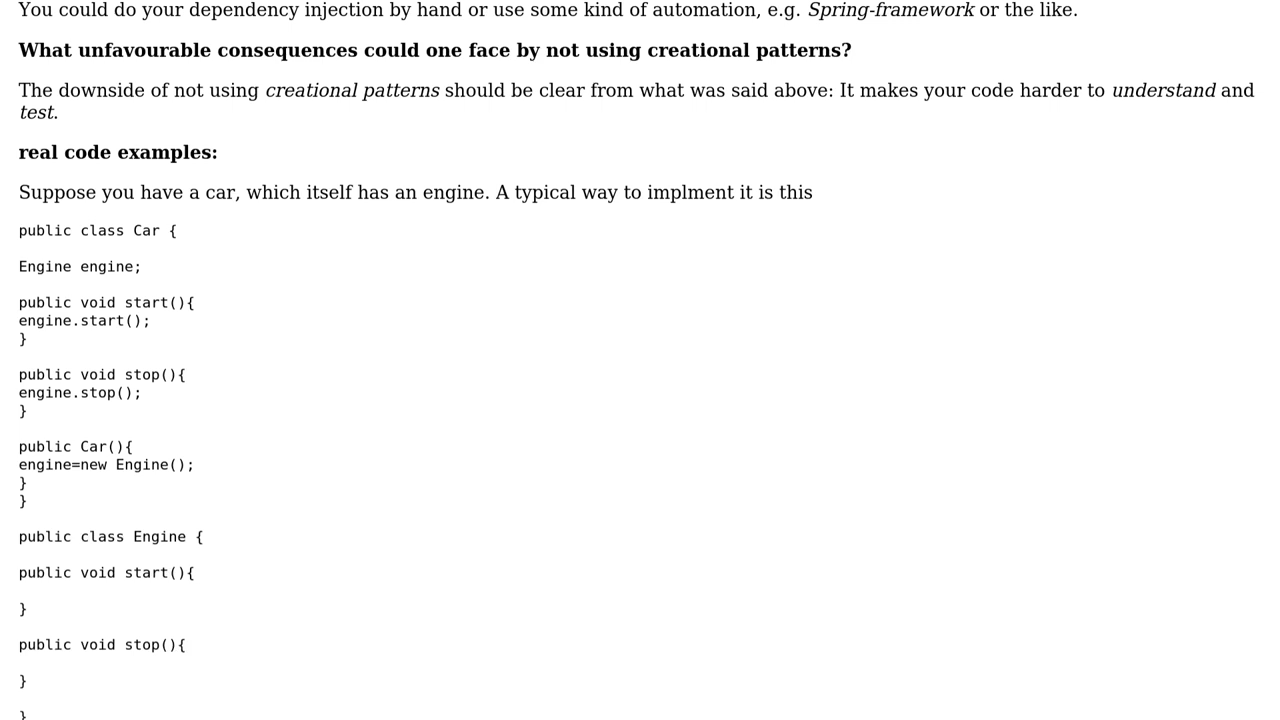 You could do your dependency injection by hand or use some kind of automation, e.g. Spring-framework or the like.
What unfavourable consequences could one face by not using creational patterns?
The downside of not using creational patterns should be clear from what was said above: It makes your code harder to understand and
test.
real code examples:
Suppose you have a car, which itself has an engine. A typical way to implment it is this
public class Car {
Engine engine;
public void start(){
engine.start();
}
public void stop(){
engine.stop();
}
public Car(){
engine=new Engine();
}
}
public class Engine {
public void start(){
}
public void stop(){
}
}